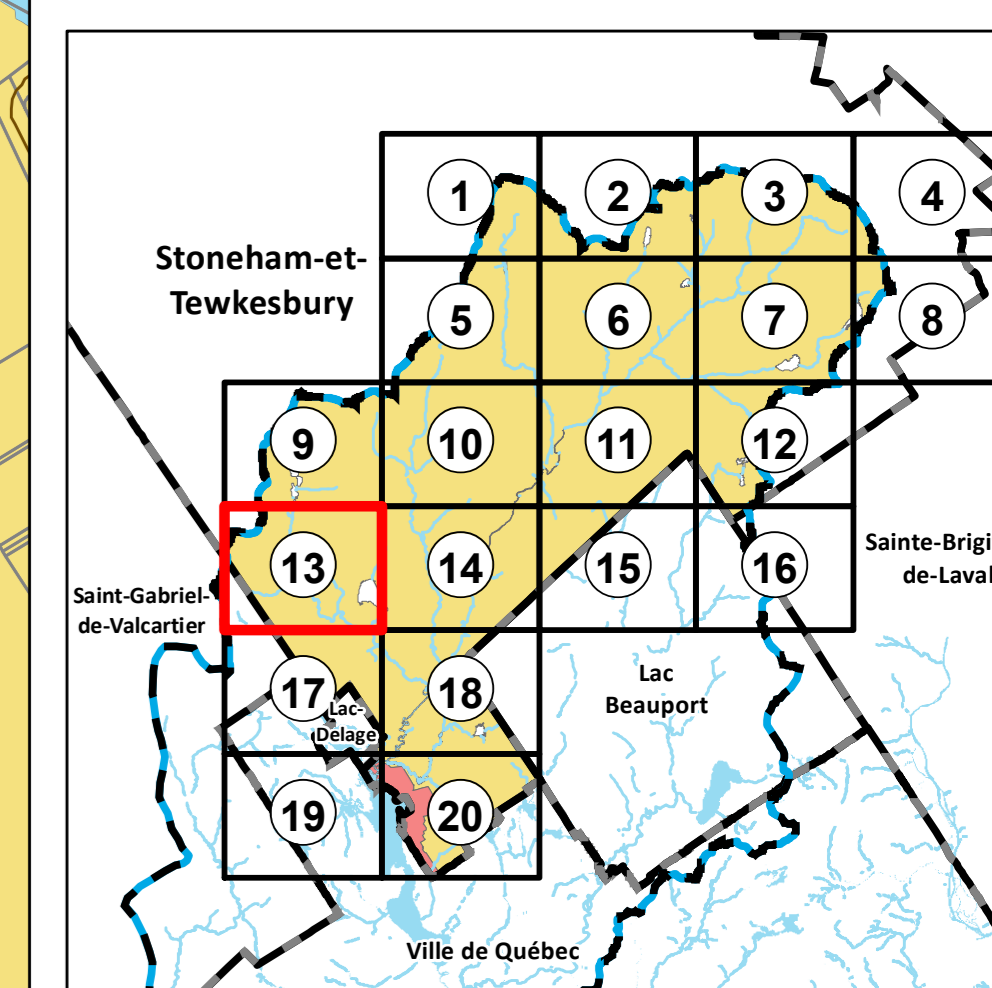 1
2
3
4
Stoneham-et-
Tewkesbury
5
6
7
8
9
10
11
12
13
14
15
16
Sainte-Brigi
de-Laval
Saint-Gabriel-
de-Valcartier
17
Lac-
Delage
18
Lac
Beauport
19
20
Ville de Québec